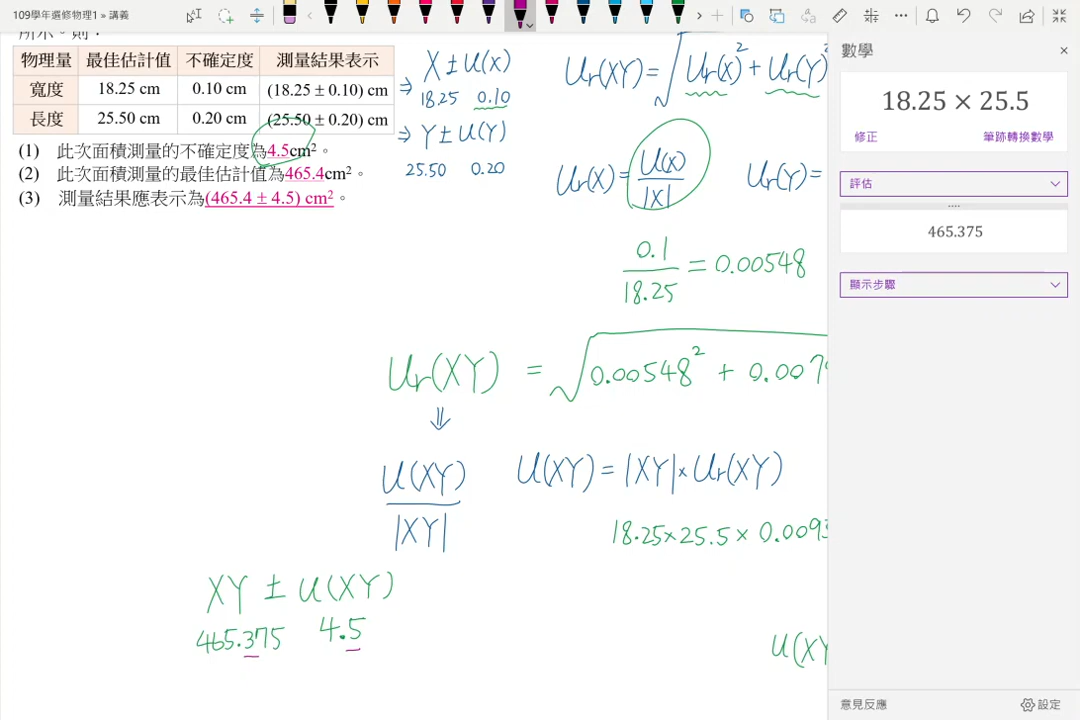 109學年選修物理1 » 講義
物理量 最佳估計值 不確定度 測量結果表示
寬度 18.25 cm 0.10 cm (18.25 ± 0.10) cm
長度 25.50 cm 0.20 cm (25.50 ± 0.20) cm
(1) 此次面積測量的不確定度為4.5cm²。
(2) 此次面積測量的最佳估計值為465.4cm²。
(3) 測量結果應表示為(465.4 ± 4.5) cm²。
⇒ X ± U(X)
18.25 0.10
⇒ Y ± U(Y)
25.50 0.20
Ur(XY) = √Ur(X)² + Ur(Y)²
Ur(X) = U(X)/|X| Ur(Y) =
0.1/18.25 = 0.00548
Ur(XY) = √0.00548² + 0.007
⇓
U(XY)/|XY| U(XY) = |XY| × Ur(XY)
18.25×25.5 × 0.0093
XY ± U(XY)
465.375 4.5
U(XY
數學
18.25 × 25.5
修正 筆跡轉換數學
評估
465.375
顯示步驟
意見反應 設定